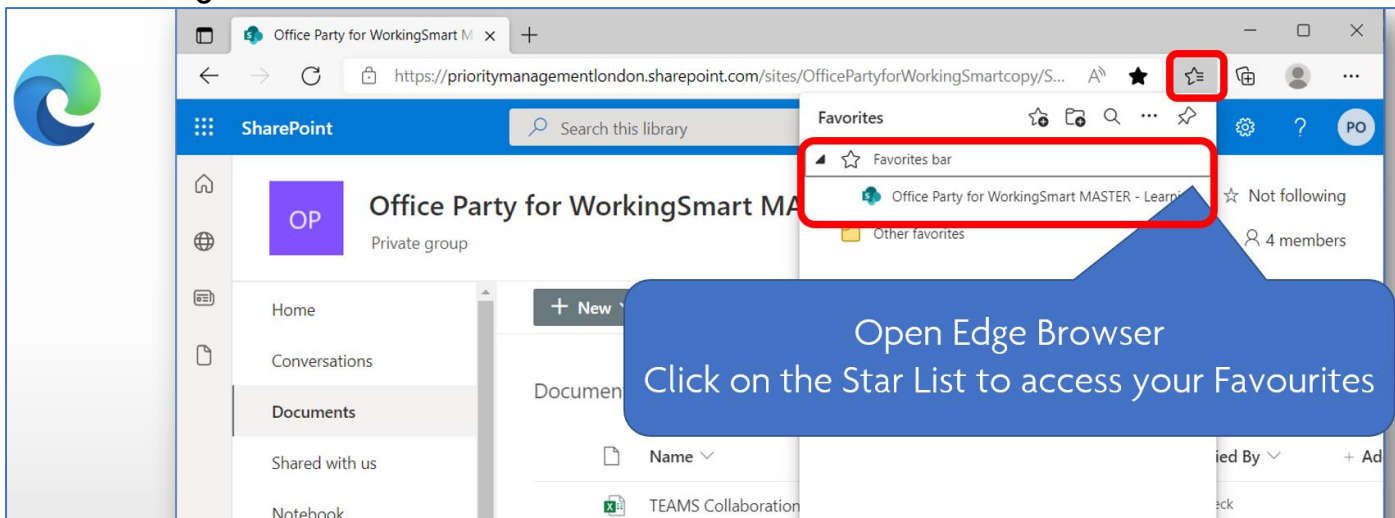 Office Party for WorkingSmart M
https://prioritymanagementlondon.sharepoint.com/sites/OfficePartyforWorkingSmartcopy/S...
SharePoint
Search this library
Favorites
PO
Favorites bar
Office Party for WorkingSmart MASTER - Learni
Other favorites
OP
Office Party for WorkingSmart MA
Private group
Not following
4 members
Home
Conversations
Documents
Shared with us
Notebook
+ New
Open Edge Browser
Click on the Star List to access your Favourites
Documen
Name
ied By
+ Ad
TEAMS Collaboration
eck